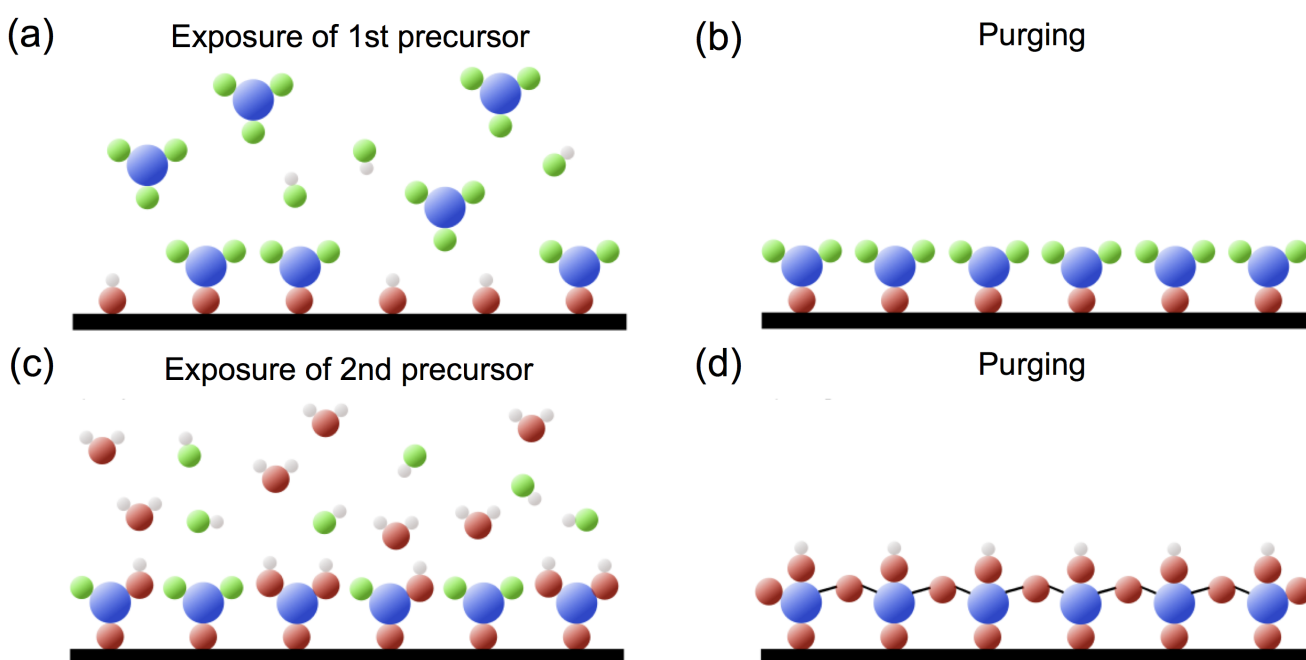 (a) Exposure of 1st precursor
(b) Purging
(c) Exposure of 2nd precursor
(d) Purging